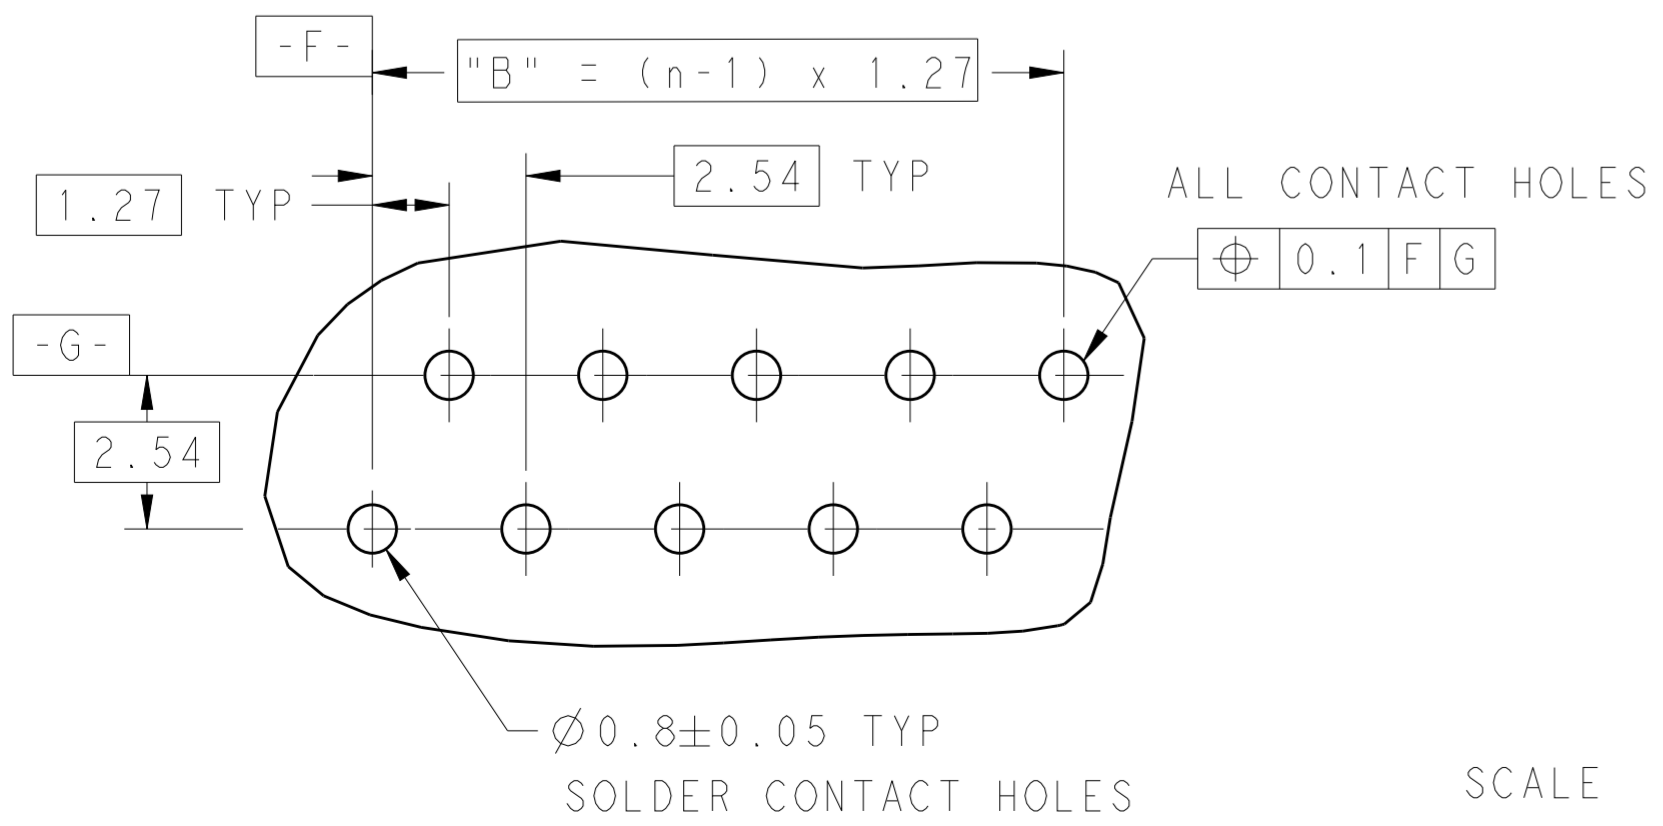 -F-
"B" = (n-1) x 1.27
2.54 TYP
1.27 TYP
ALL CONTACT HOLES
⌖ 0.1 F G
-G-
2.54
Ø0.8±0.05 TYP
SOLDER CONTACT HOLES
SCALE